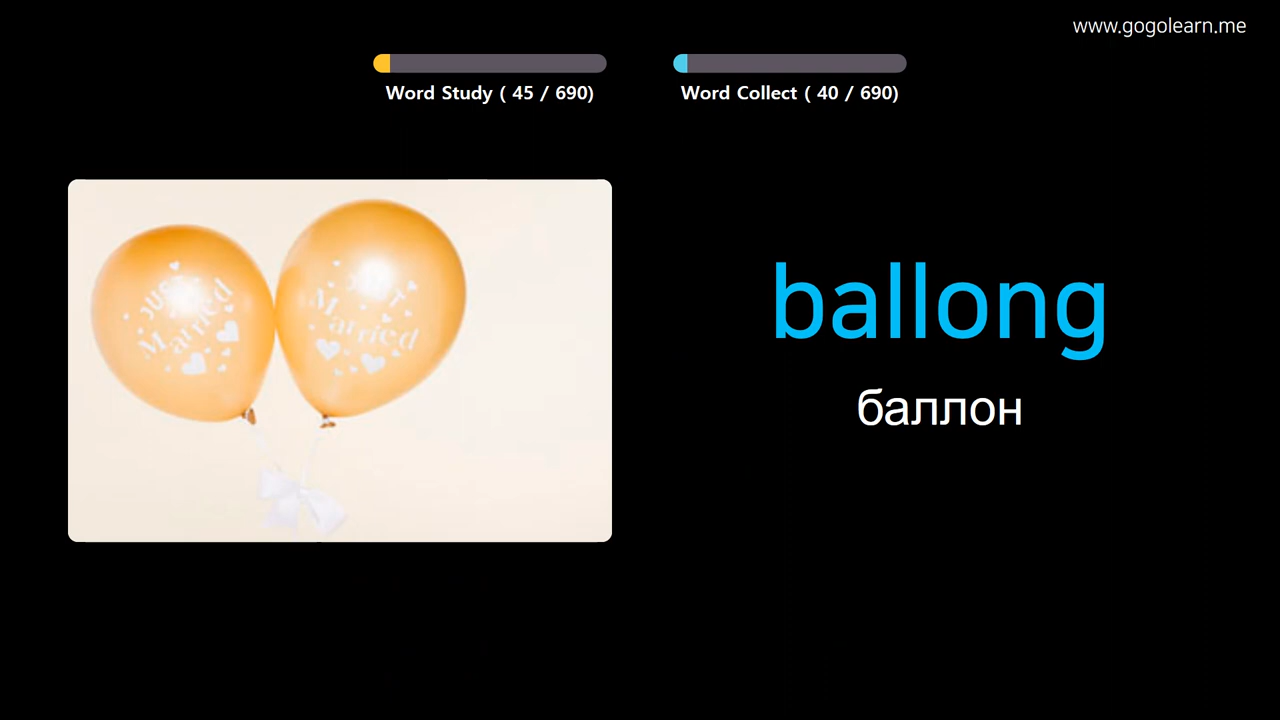 www.gogolearn.me
Word Study ( 45 / 690)
Word Collect ( 40 / 690)
JUST
Married
JUST
Married
ballong
баллон